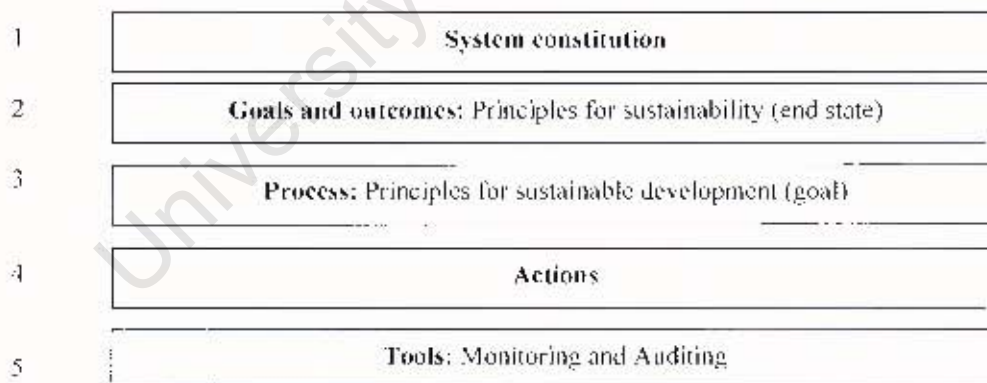 1 System constitution
2 Goals and outcomes: Principles for sustainability (end state)
3 Process: Principles for sustainable development (goal)
4 Actions
5 Tools: Monitoring and Auditing
University